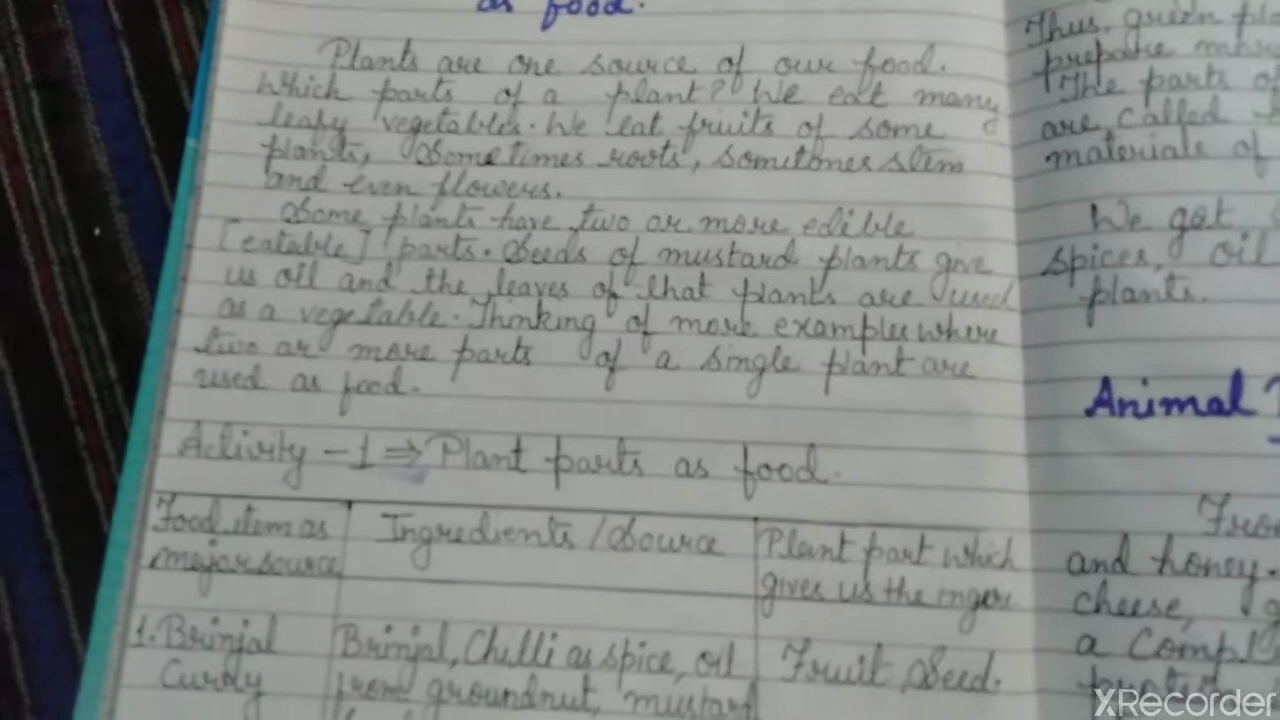 as food.
Plants are one source of our food.
Which parts of a plant? We eat many
leafy vegetables. We eat fruits of some
plants, Sometimes roots, sometimes stem
and even flowers.
Some plants have two or more edible
[eatable] parts. Seeds of mustard plants give
us oil and the leaves of that plants are used
as a vegetable. Thinking of more examples where
two or more parts of a single plant are
used as food.
Activity - 1 ⇒ Plant parts as food.
Food item as major source
Ingredients / Source
Plant part which gives us the ingre
1. Brinjal Curdy
Brinjal, Chilli as spice, oil
from groundnut, mustard
Fruit, Seed.
Thus, green
prepare
The parts of
are called
materials of
We get
spices, oil
plants.
Animal
and honey.
cheese,
a Compl
XRecorder